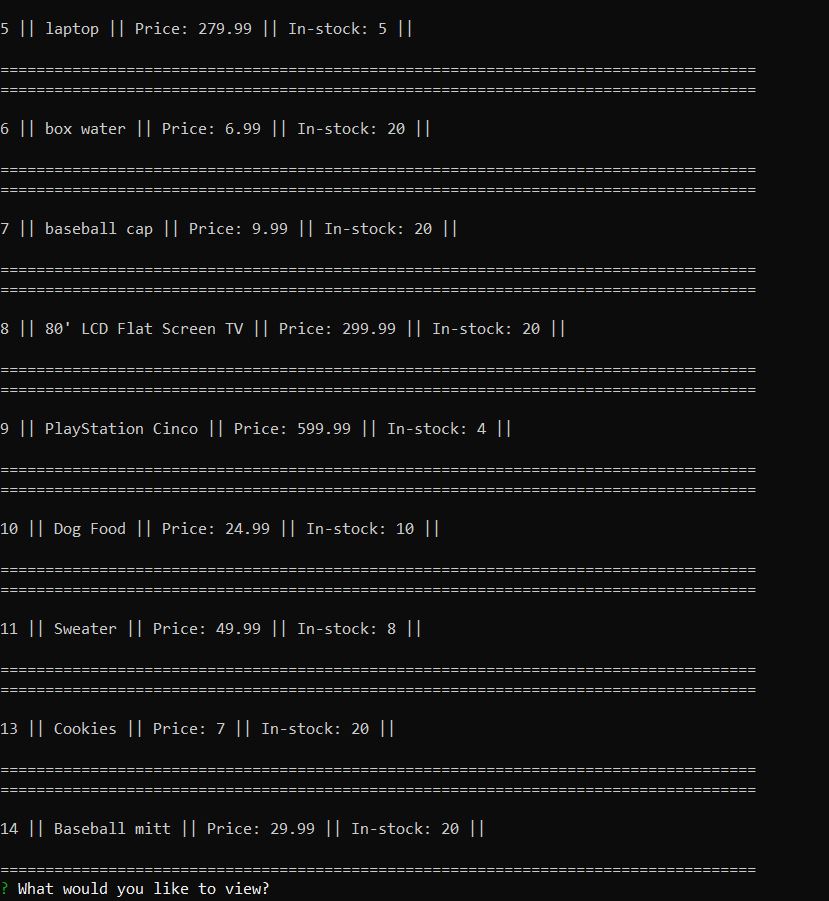 5 || laptop || Price: 279.99 || In-stock: 5 ||
====================================================================================
====================================================================================
6 || box water || Price: 6.99 || In-stock: 20 ||
====================================================================================
====================================================================================
7 || baseball cap || Price: 9.99 || In-stock: 20 ||
====================================================================================
====================================================================================
8 || 80' LCD Flat Screen TV || Price: 299.99 || In-stock: 20 ||
====================================================================================
====================================================================================
9 || PlayStation Cinco || Price: 599.99 || In-stock: 4 ||
====================================================================================
====================================================================================
10 || Dog Food || Price: 24.99 || In-stock: 10 ||
====================================================================================
====================================================================================
11 || Sweater || Price: 49.99 || In-stock: 8 ||
====================================================================================
====================================================================================
13 || Cookies || Price: 7 || In-stock: 20 ||
====================================================================================
====================================================================================
14 || Baseball mitt || Price: 29.99 || In-stock: 20 ||
====================================================================================
? What would you like to view?